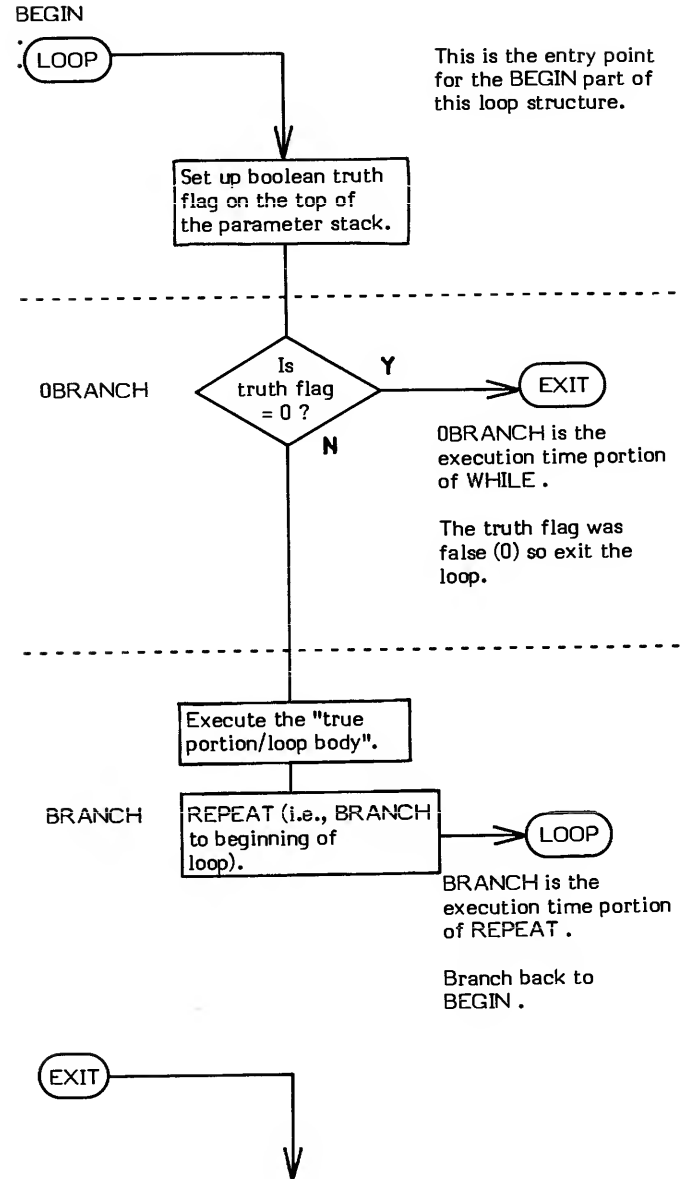 BEGIN
: LOOP
This is the entry point
for the BEGIN part of
this loop structure.
Set up boolean truth
flag on the top of
the parameter stack.
0BRANCH
Is
truth flag
= 0 ?
Y
N
EXIT
0BRANCH is the
execution time portion
of WHILE .
The truth flag was
false (0) so exit the
loop.
Execute the "true
portion/loop body".
BRANCH
REPEAT (i.e., BRANCH
to beginning of
loop).
LOOP
BRANCH is the
execution time portion
of REPEAT .
Branch back to
BEGIN .
EXIT